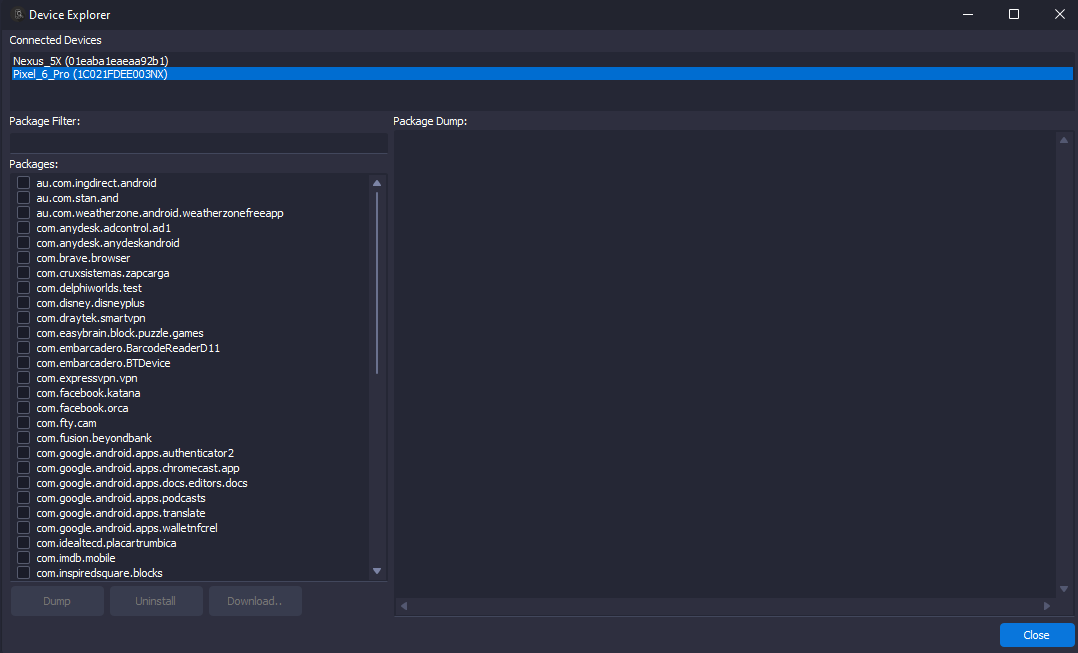 Device Explorer
Connected Devices
Nexus_5X (01eaba1eaeaa92b1)
Pixel_6_Pro (1C021FDEE003NX)
Package Filter:
Package Dump:
Packages:
au.com.ingdirect.android
au.com.stan.and
au.com.weatherzone.android.weatherzonefreeapp
com.anydesk.adcontrol.ad1
com.anydesk.anydeskandroid
com.brave.browser
com.cruxsistemas.zapcarga
com.delphiworlds.test
com.disney.disneyplus
com.draytek.smartvpn
com.easybrain.block.puzzle.games
com.embarcadero.BarcodeReaderD11
com.embarcadero.BTDevice
com.expressvpn.vpn
com.facebook.katana
com.facebook.orca
com.fty.cam
com.fusion.beyondbank
com.google.android.apps.authenticator2
com.google.android.apps.chromecast.app
com.google.android.apps.docs.editors.docs
com.google.android.apps.podcasts
com.google.android.apps.translate
com.google.android.apps.walletnfcrel
com.idealtecd.placartrumbica
com.imdb.mobile
com.inspiredsquare.blocks
Dump
Uninstall
Download..
Close